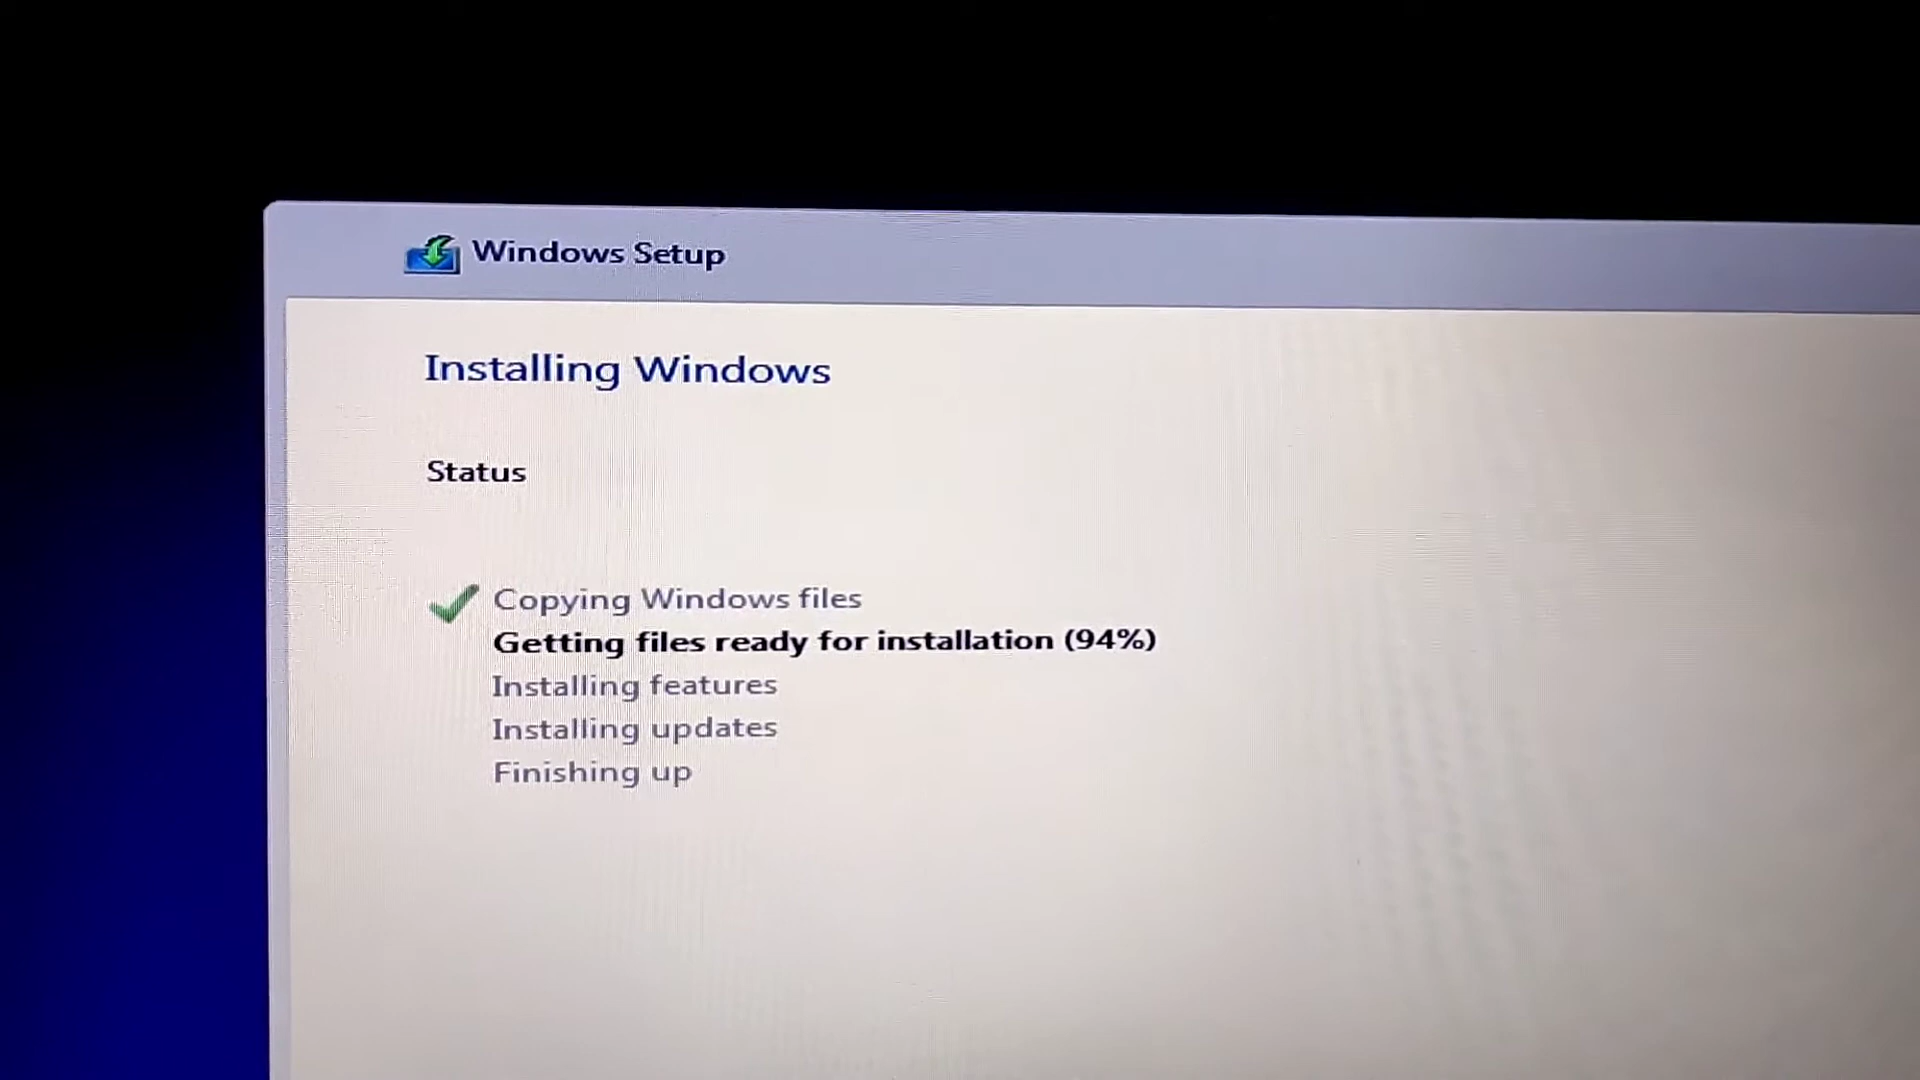 Windows Setup
Installing Windows
Status
Copying Windows files
Getting files ready for installation (94%)
Installing features
Installing updates
Finishing up